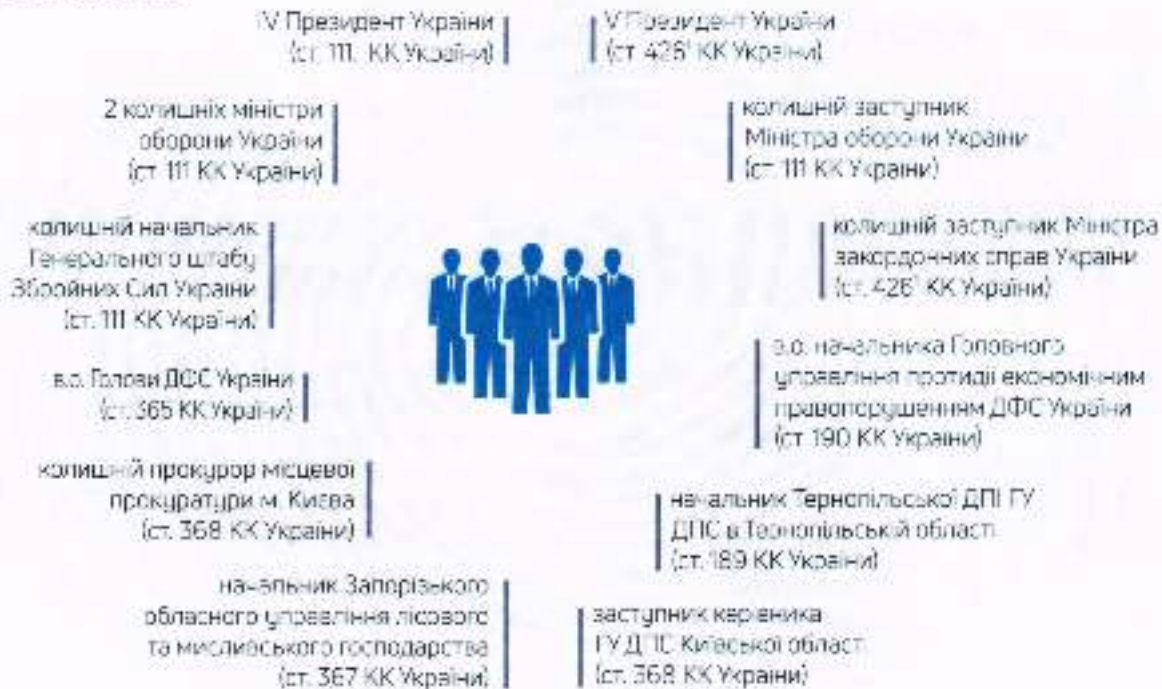 IV Президент України
(ст. 111, КК України)
V Президент України
(ст. 426¹ КК України)
2 колишніх міністри
оборони України
(ст. 111 КК України)
колишній заступник
Міністра оборони України
(ст. 111 КК України)
колишній начальник
Генерального штабу
Збройних Сил України
(ст. 111 КК України)
колишній заступник Міністра
закордонних справ України
(ст. 426¹ КК України)
в.о. Голови ДФС України
(ст. 365 КК України)
в.о. начальника Головного
управління протидії економічним
правопорушенням ДФС України
(ст. 190 КК України)
колишній прокурор місцевої
прокуратури м. Києва
(ст. 368 КК України)
начальник Тернопільської ДПІ ГУ
ДПС в Тернопільській області
(ст. 189 КК України)
начальник Запорізького
обласного управління лісового
та мисливського господарства
(ст. 367 КК України)
заступник керівника
ГУ ДПС Київської області
(ст. 368 КК України)